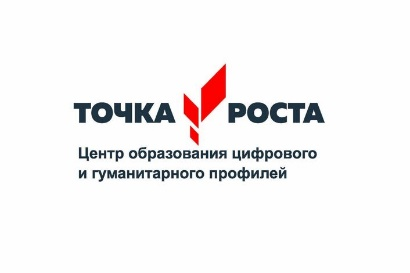 ТОЧКА РОСТА
Центр образования цифрового
и гуманитарного профилей